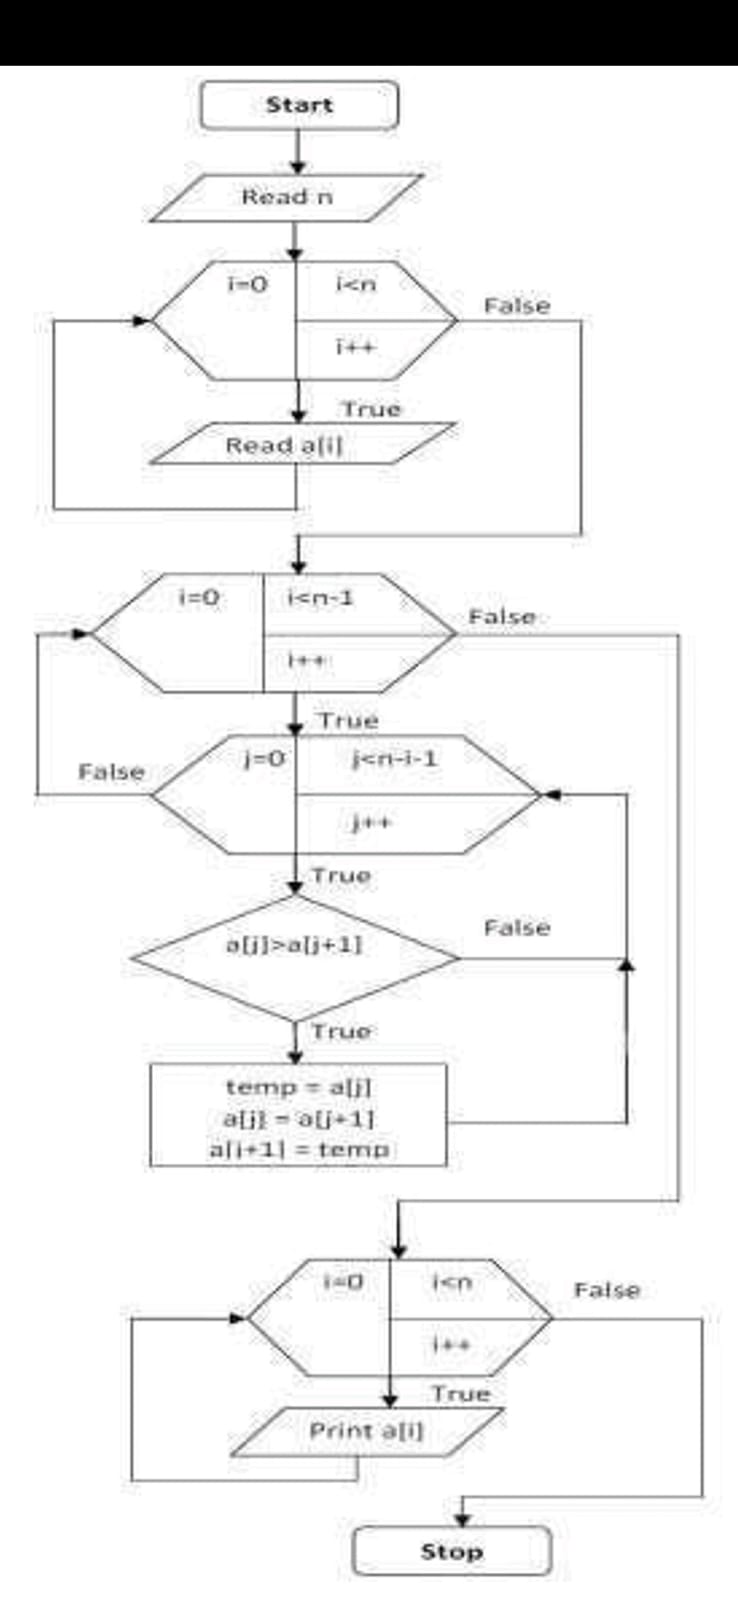 Start
Read n
i=0
i<n
False
i++
True
Read a[i]
i=0
i<n-1
False
i++
True
j=0
j<n-i-1
False
j++
True
a[j]>a[j+1]
False
True
temp = a[j]
a[j] = a[j+1]
a[j+1] = temp
i=0
i<n
False
i++
True
Print a[i]
Stop